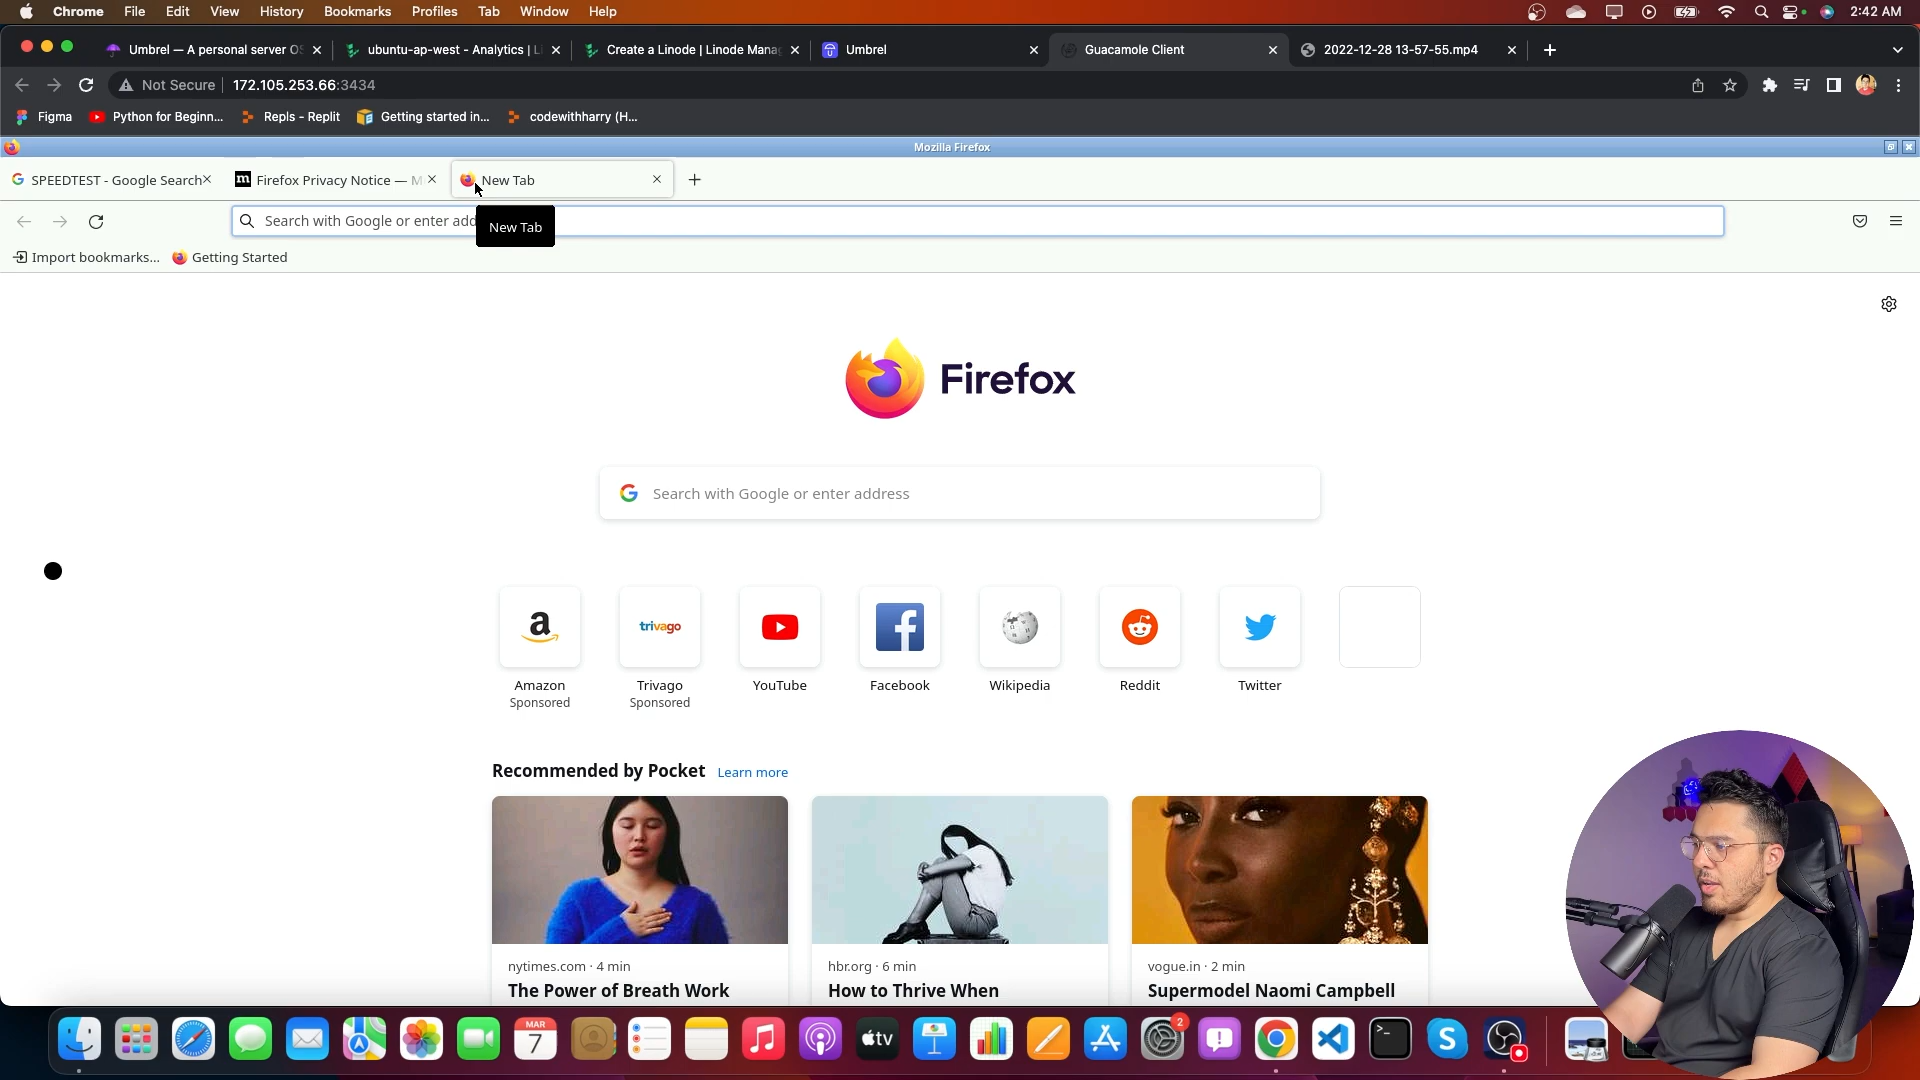 Chrome File Edit View History Bookmarks Profiles Tab Window Help 2:42 AM
Umbrel — A personal server OS ubuntu-ap-west - Analytics | Li Create a Linode | Linode Mana Umbrel Guacamole Client 2022-12-28 13-57-55.mp4
Not Secure 172.105.253.66:3434
Figma Python for Beginn... Repls - Replit Getting started in... codewithharry (H...
Mozilla Firefox
SPEEDTEST - Google Search Firefox Privacy Notice — M New Tab
Search with Google or enter add
New Tab
Import bookmarks... Getting Started
Firefox
Search with Google or enter address
a trivago
Amazon Trivago YouTube Facebook Wikipedia Reddit Twitter
Sponsored Sponsored
Recommended by Pocket Learn more
nytimes.com · 4 min hbr.org · 6 min vogue.in · 2 min
The Power of Breath Work How to Thrive When Supermodel Naomi Campbell
MAR
7
tv
2